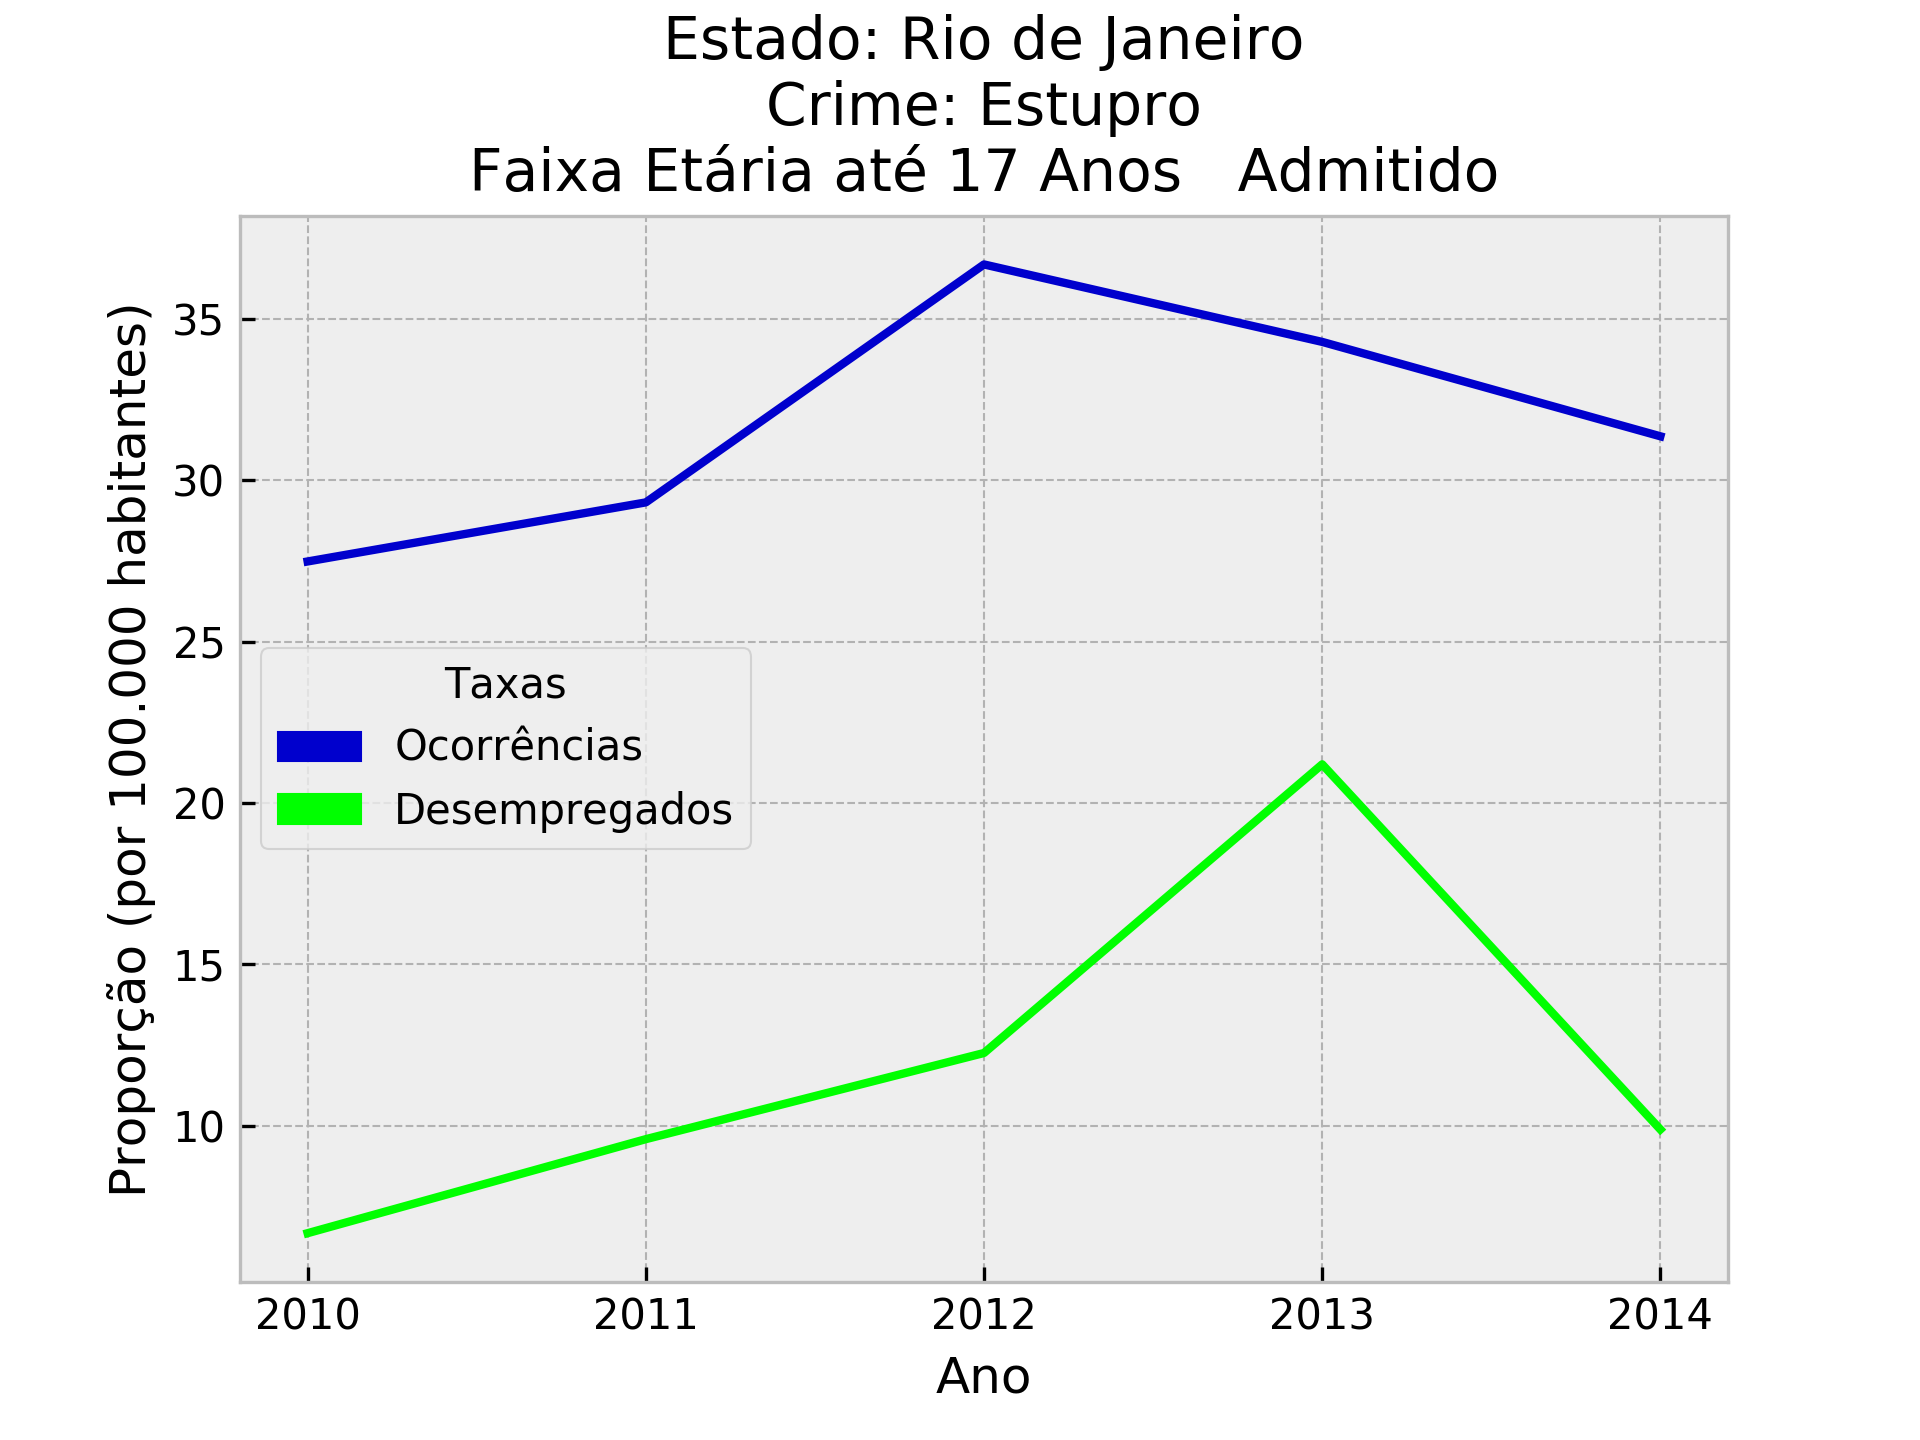 Estado: Rio de Janeiro
Crime: Estupro
Faixa Etária até 17 Anos   Admitido
Proporção (por 100.000 habitantes)
35
30
25
20
15
10
Taxas
Ocorrências
Desempregados
2010 2011 2012 2013 2014
Ano